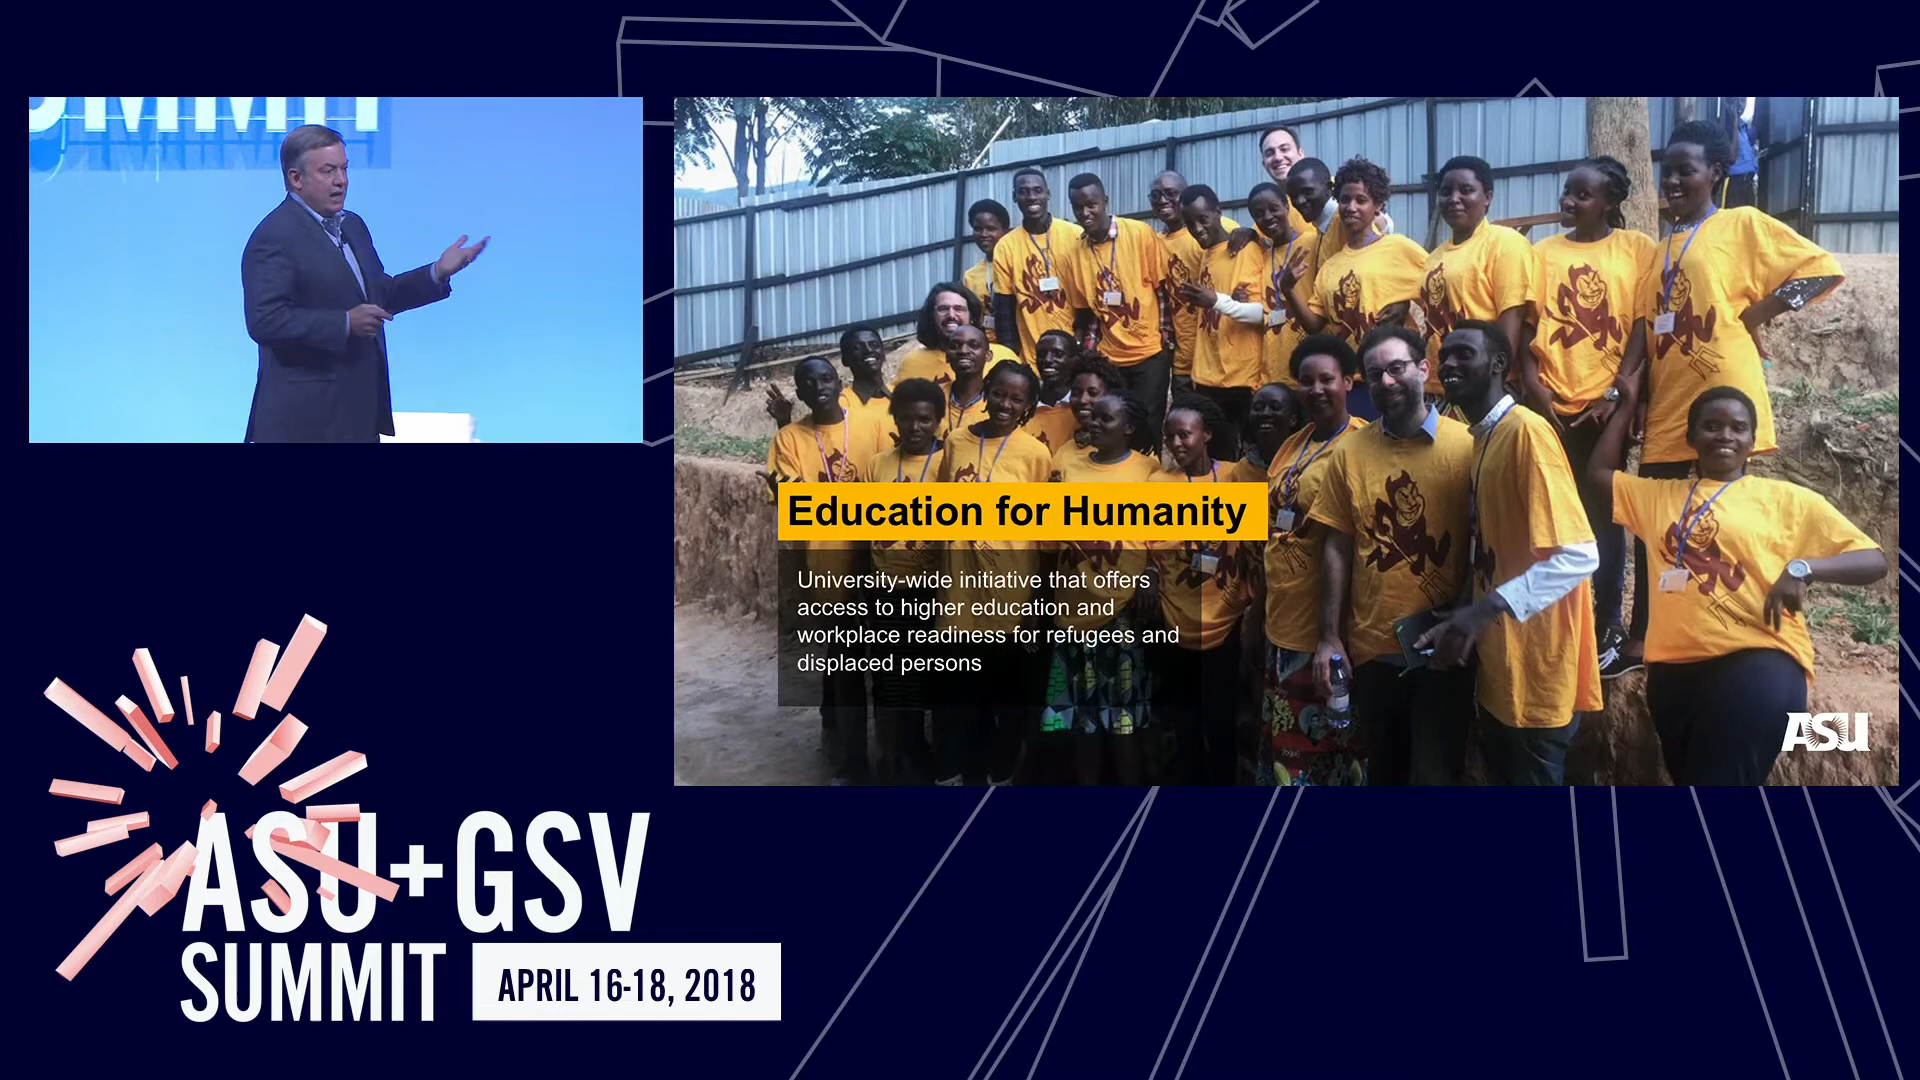 SUMMIT
Education for Humanity
University-wide initiative that offers
access to higher education and
workplace readiness for refugees and
displaced persons
ASU
ASU+GSV
SUMMIT
APRIL 16-18, 2018